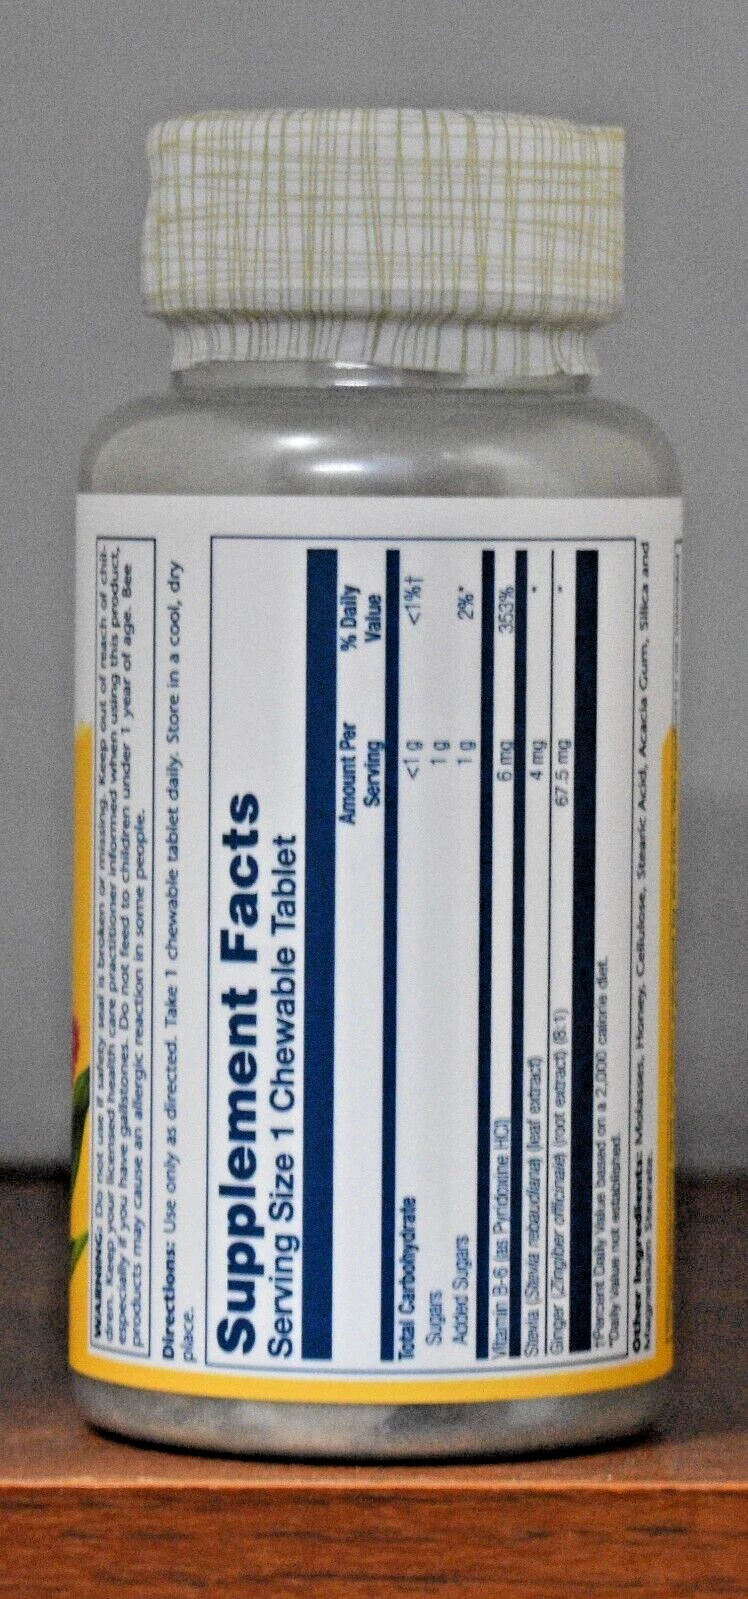 WARNING: Do not use if safety seal is broken or missing. Keep out of reach of chil-
dren. Keep your licensed health care practitioner informed when using this product,
especially if you have gallstones. Do not feed to children under 1 year of age. Bee
products may cause an allergic reaction in some people.
Directions: Use only as directed. Take 1 chewable tablet daily. Store in a cool, dry
place.
Supplement Facts
Serving Size 1 Chewable Tablet
Amount Per % Daily
Serving Value
Total Carbohydrate <1 g <1%†
Sugars 1 g
Added Sugars 1 g 2%*
Vitamin B-6 (as Pyridoxine HCl) 6 mg 353%
Stevia (Stevia rebaudiana) (leaf extract) 4 mg *
Ginger (Zingiber officinale) (root extract) (8:1) 67.5 mg *
†Percent Daily Value based on a 2,000 calorie diet.
*Daily Value not established.
Other Ingredients: Molasses, Honey, Cellulose, Stearic Acid, Acacia Gum, Silica and
Magnesium Stearate.